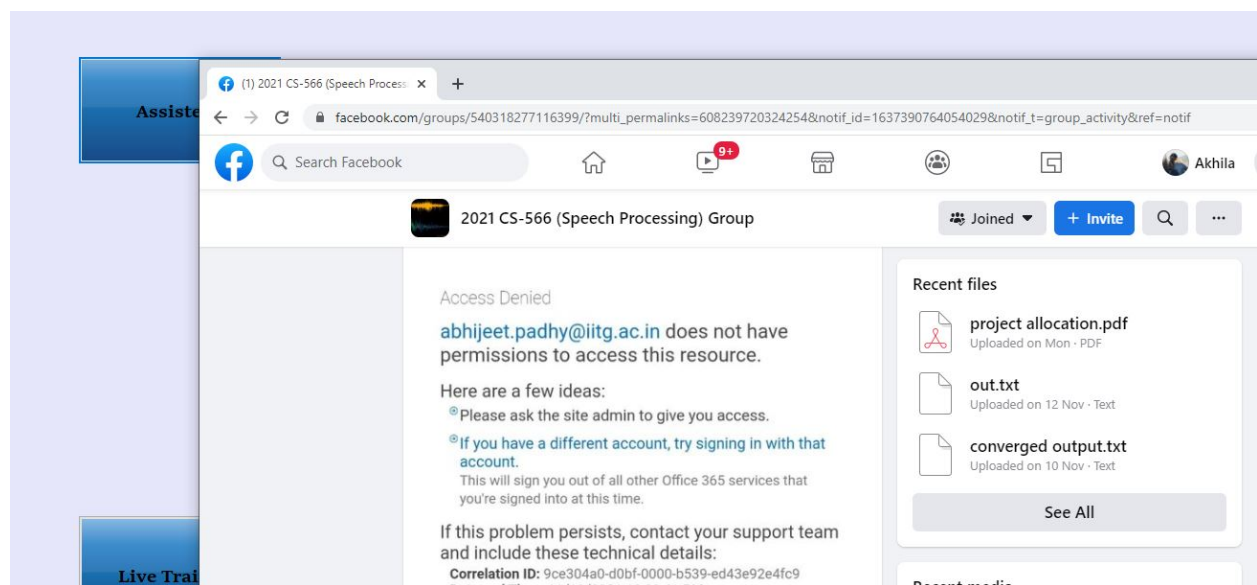 (1) 2021 CS-566 (Speech Process
facebook.com/groups/540318277116399/?multi_permalinks=608239720324254&notif_id=1637390764054029&notif_t=group_activity&ref=notif
Search Facebook
9+
Akhila
2021 CS-566 (Speech Processing) Group
Joined
+ Invite
Assiste
Access Denied
abhijeet.padhy@iitg.ac.in does not have
permissions to access this resource.
Here are a few ideas:
Please ask the site admin to give you access.
If you have a different account, try signing in with that
account.
This will sign you out of all other Office 365 services that
you're signed into at this time.
If this problem persists, contact your support team
and include these technical details:
Correlation ID: 9ce304a0-d0bf-0000-b539-ed43e92e4fc9
Recent files
project allocation.pdf
Uploaded on Mon · PDF
out.txt
Uploaded on 12 Nov · Text
converged output.txt
Uploaded on 10 Nov · Text
See All
Live Trai